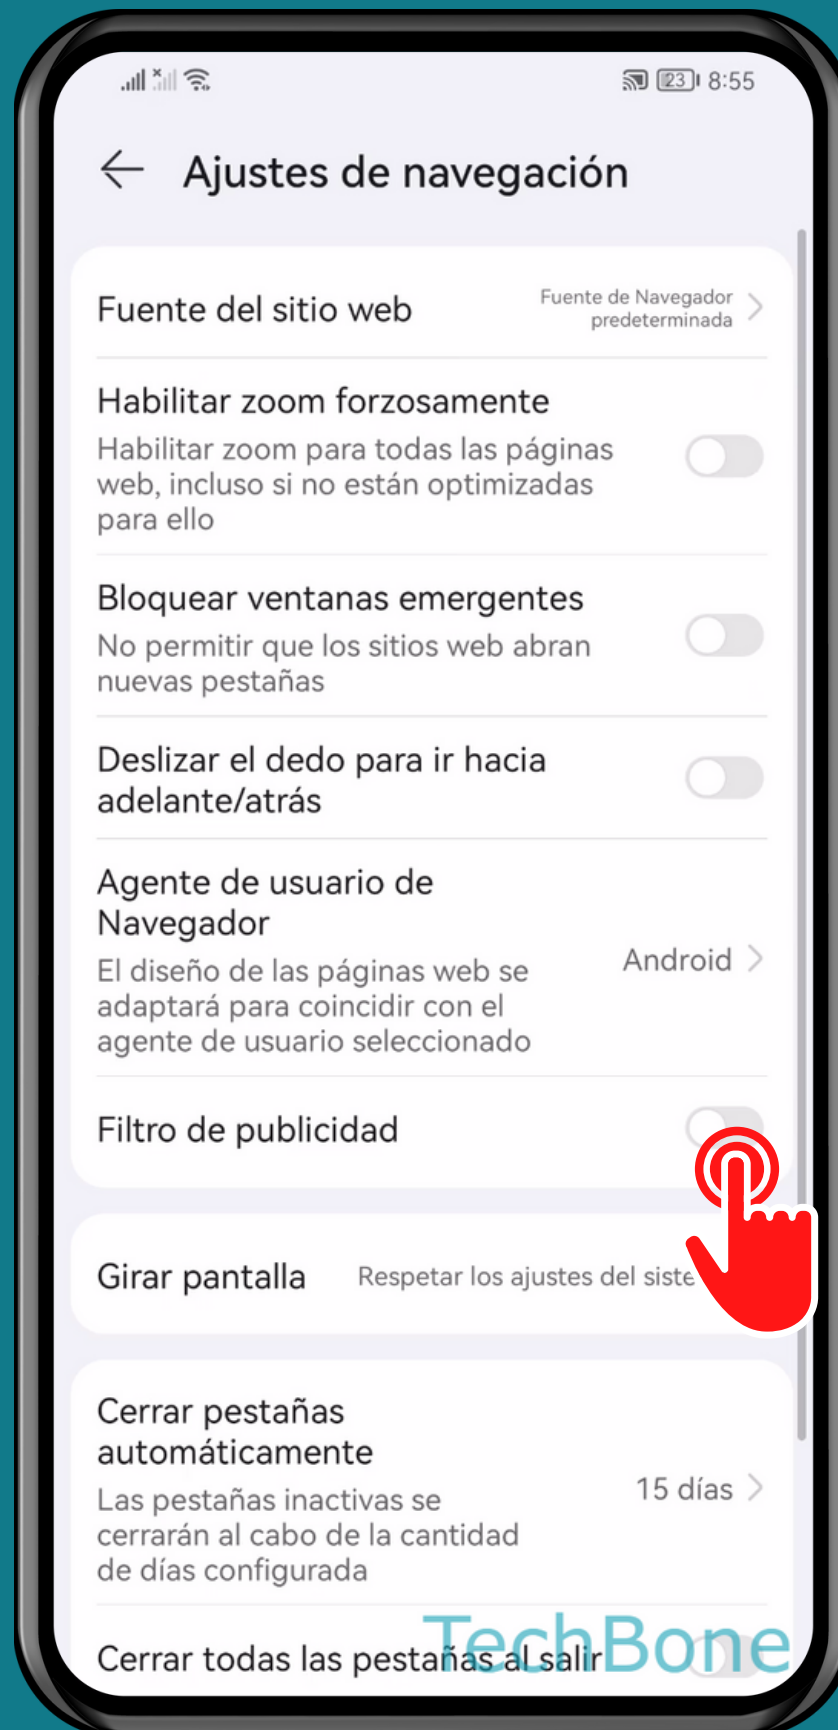 23 8:55
Ajustes de navegación
Fuente del sitio web
Fuente de Navegador
predeterminada
Habilitar zoom forzosamente
Habilitar zoom para todas las páginas
web, incluso si no están optimizadas
para ello
Bloquear ventanas emergentes
No permitir que los sitios web abran
nuevas pestañas
Deslizar el dedo para ir hacia
adelante/atrás
Agente de usuario de
Navegador
El diseño de las páginas web se
adaptará para coincidir con el
agente de usuario seleccionado
Android
Filtro de publicidad
Girar pantalla
Respetar los ajustes del siste
Cerrar pestañas
automáticamente
Las pestañas inactivas se
cerrarán al cabo de la cantidad
de días configurada
15 días
Cerrar todas las pestañas al salir
TechBone